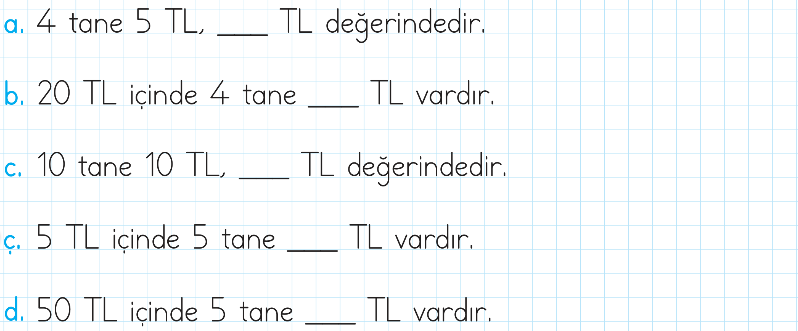 a. 4 tane 5 TL, ____ TL değerindedir.
b. 20 TL içinde 4 tane ____ TL vardır.
c. 10 tane 10 TL, ____ TL değerindedir.
ç. 5 TL içinde 5 tane ____ TL vardır.
d. 50 TL içinde 5 tane ____ TL vardır.